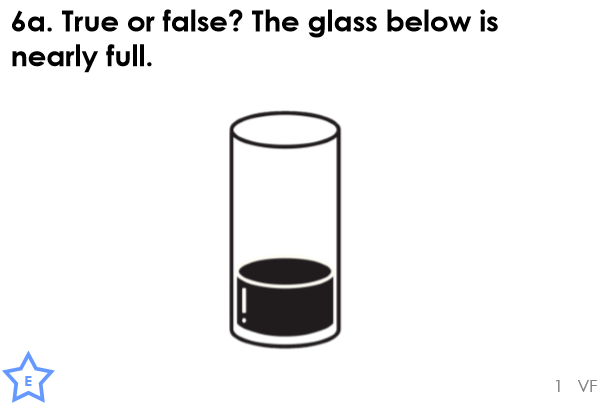 6a. True or false? The glass below is
nearly full.
E
1 VF